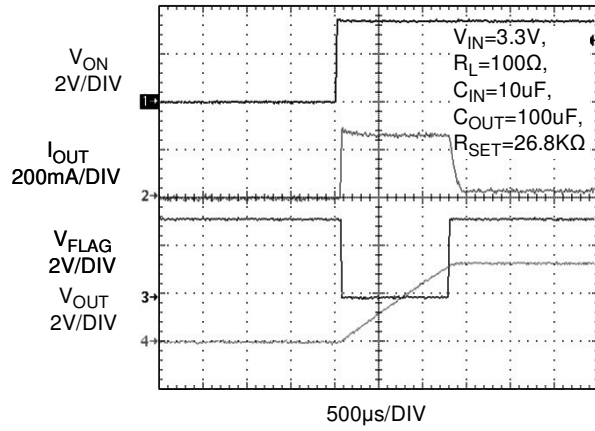 V_ON
2V/DIV
V_IN=3.3V,
R_L=100Ω,
C_IN=10uF,
C_OUT=100uF,
R_SET=26.8KΩ
1
I_OUT
200mA/DIV
2
V_FLAG
2V/DIV
3
V_OUT
2V/DIV
4
500µs/DIV